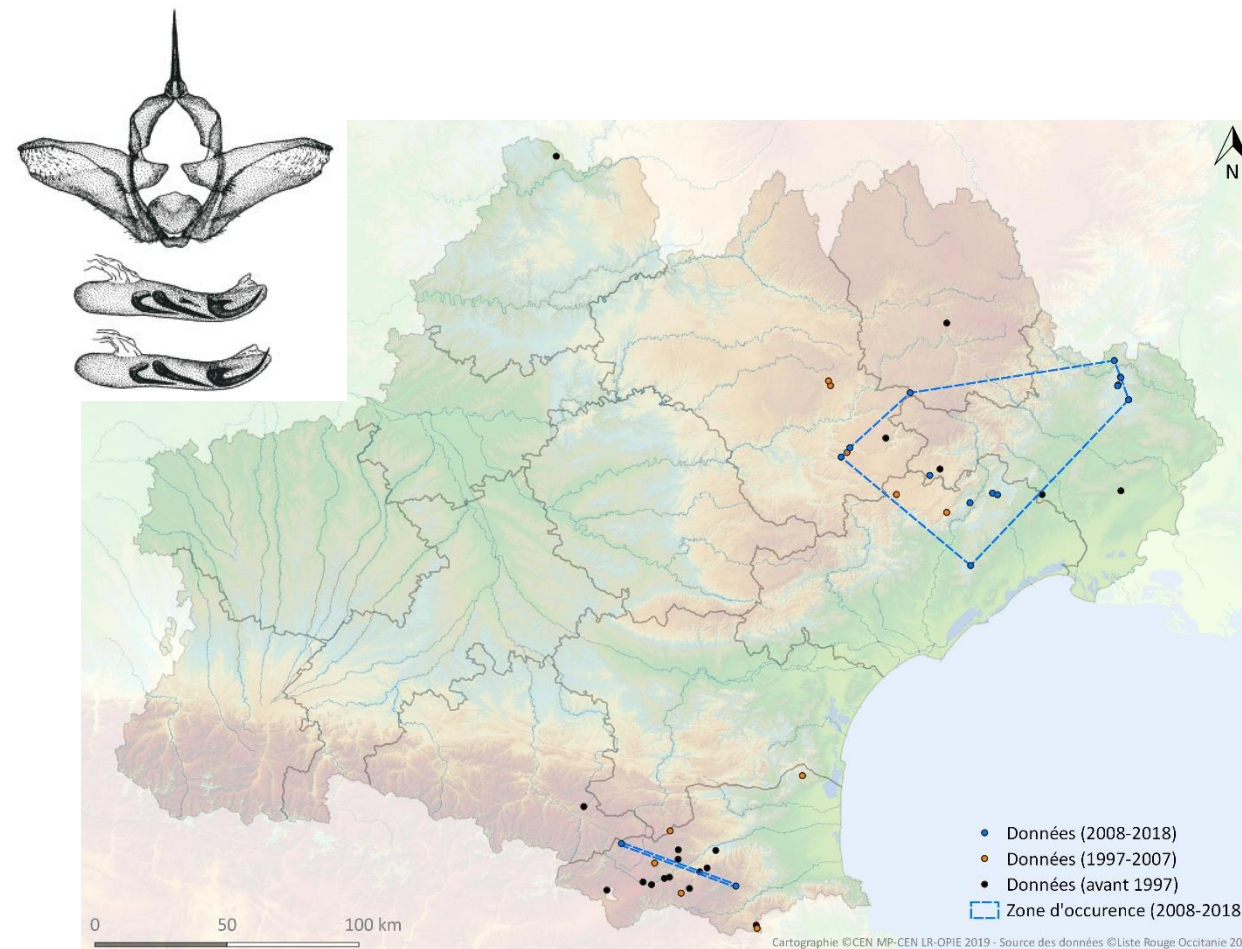 N
Données (2008-2018)
Données (1997-2007)
Données (avant 1997)
Zone d'occurence (2008-2018
0 50 100 km
Cartographie ©CEN MP-CEN LR-OPIE 2019 - Source des données ©Liste Rouge Occitanie 20